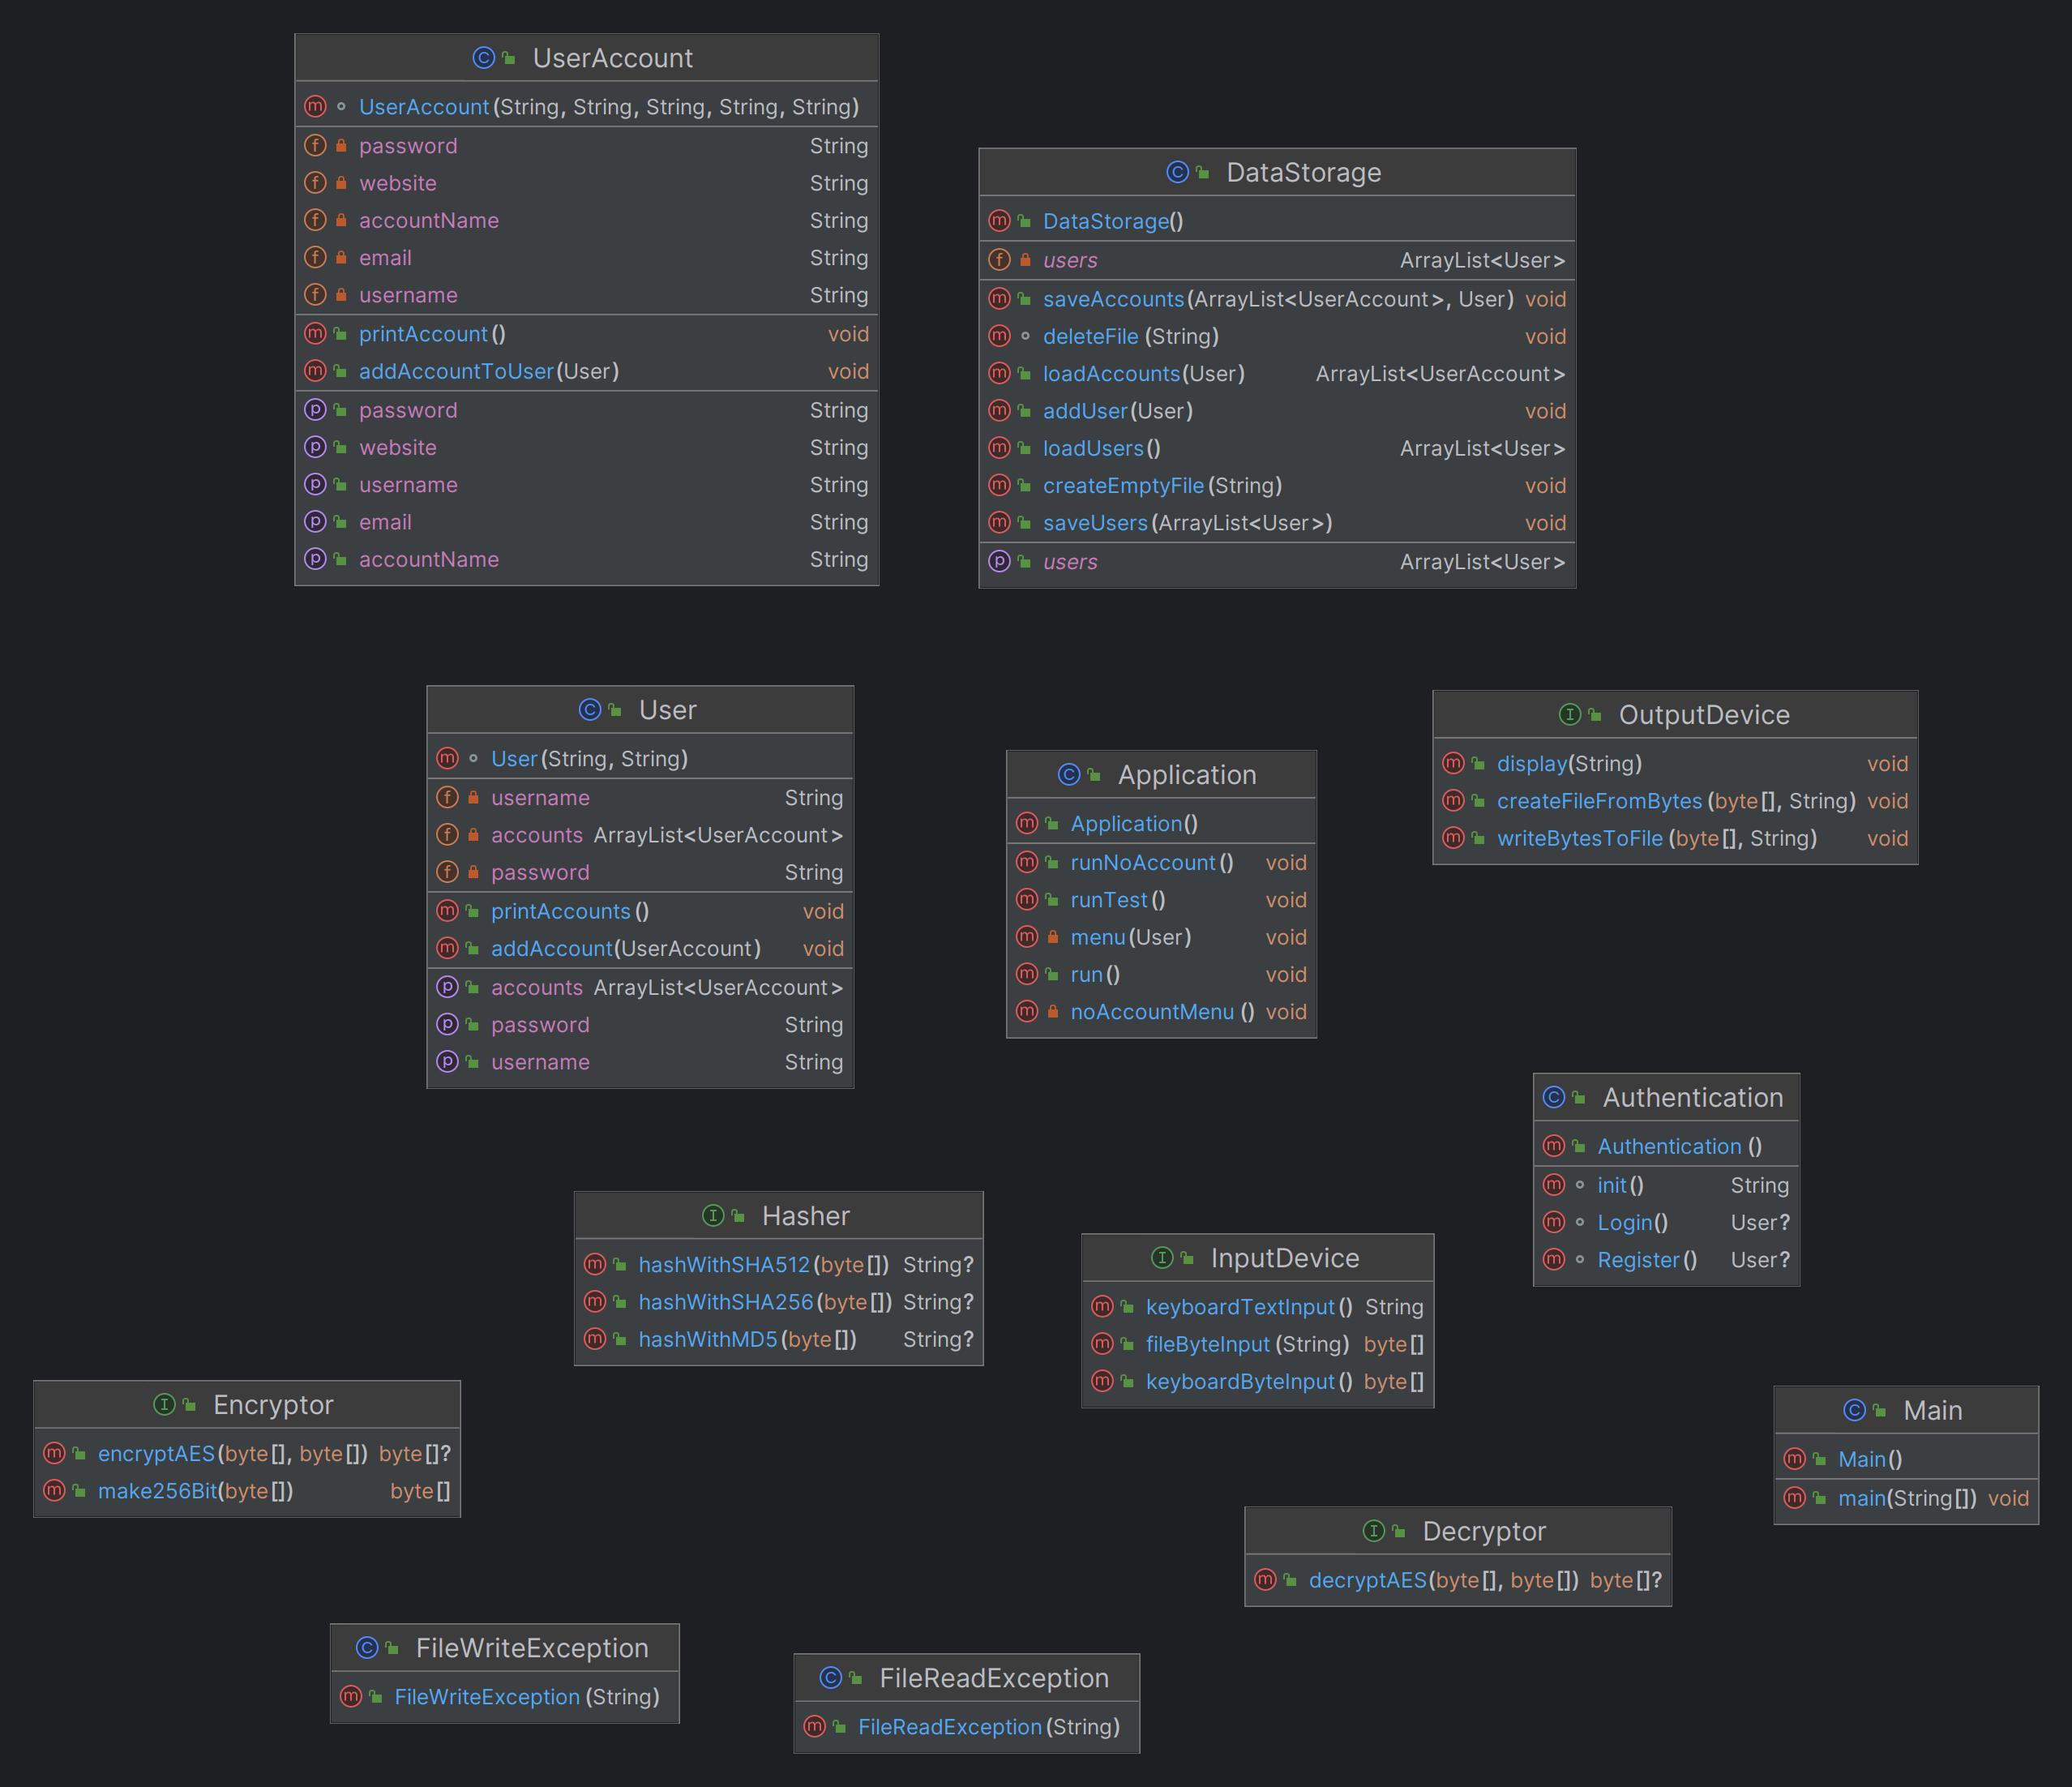 UserAccount
UserAccount(String, String, String, String, String)
password String
website String
accountName String
email String
username String
printAccount() void
addAccountToUser(User) void
password String
website String
username String
email String
accountName String
DataStorage
DataStorage()
users ArrayList<User>
saveAccounts(ArrayList<UserAccount>, User) void
deleteFile(String) void
loadAccounts(User) ArrayList<UserAccount>
addUser(User) void
loadUsers() ArrayList<User>
createEmptyFile(String) void
saveUsers(ArrayList<User>) void
users ArrayList<User>
User
User(String, String)
username String
accounts ArrayList<UserAccount>
password String
printAccounts() void
addAccount(UserAccount) void
accounts ArrayList<UserAccount>
password String
username String
Application
Application()
runNoAccount() void
runTest() void
menu(User) void
run() void
noAccountMenu() void
OutputDevice
display(String) void
createFileFromBytes(byte[], String) void
writeBytesToFile(byte[], String) void
Authentication
Authentication()
init() String
Login() User?
Register() User?
Hasher
hashWithSHA512(byte[]) String?
hashWithSHA256(byte[]) String?
hashWithMD5(byte[]) String?
InputDevice
keyboardTextInput() String
fileByteInput(String) byte[]
keyboardByteInput() byte[]
Encryptor
encryptAES(byte[], byte[]) byte[]?
make256Bit(byte[]) byte[]
Main
Main()
main(String[]) void
Decryptor
decryptAES(byte[], byte[]) byte[]?
FileWriteException
FileWriteException(String)
FileReadException
FileReadException(String)